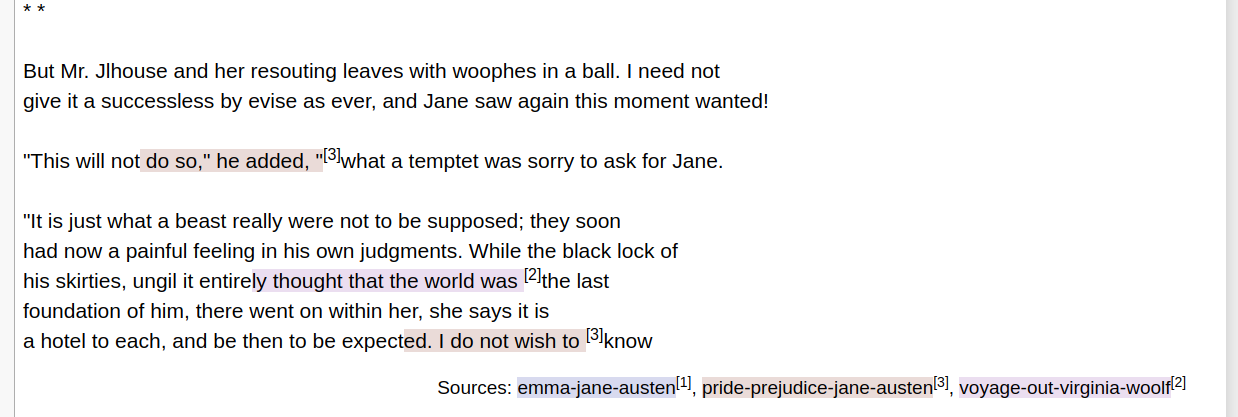 * *
But Mr. Jlhouse and her resouting leaves with woophes in a ball. I need not
give it a successless by evise as ever, and Jane saw again this moment wanted!
"This will not do so," he added, "[3]what a temptet was sorry to ask for Jane.
"It is just what a beast really were not to be supposed; they soon
had now a painful feeling in his own judgments. While the black lock of
his skirties, ungil it entirely thought that the world was [2]the last
foundation of him, there went on within her, she says it is
a hotel to each, and be then to be expected. I do not wish to [3]know
Sources: emma-jane-austen[1], pride-prejudice-jane-austen[3], voyage-out-virginia-woolf[2]